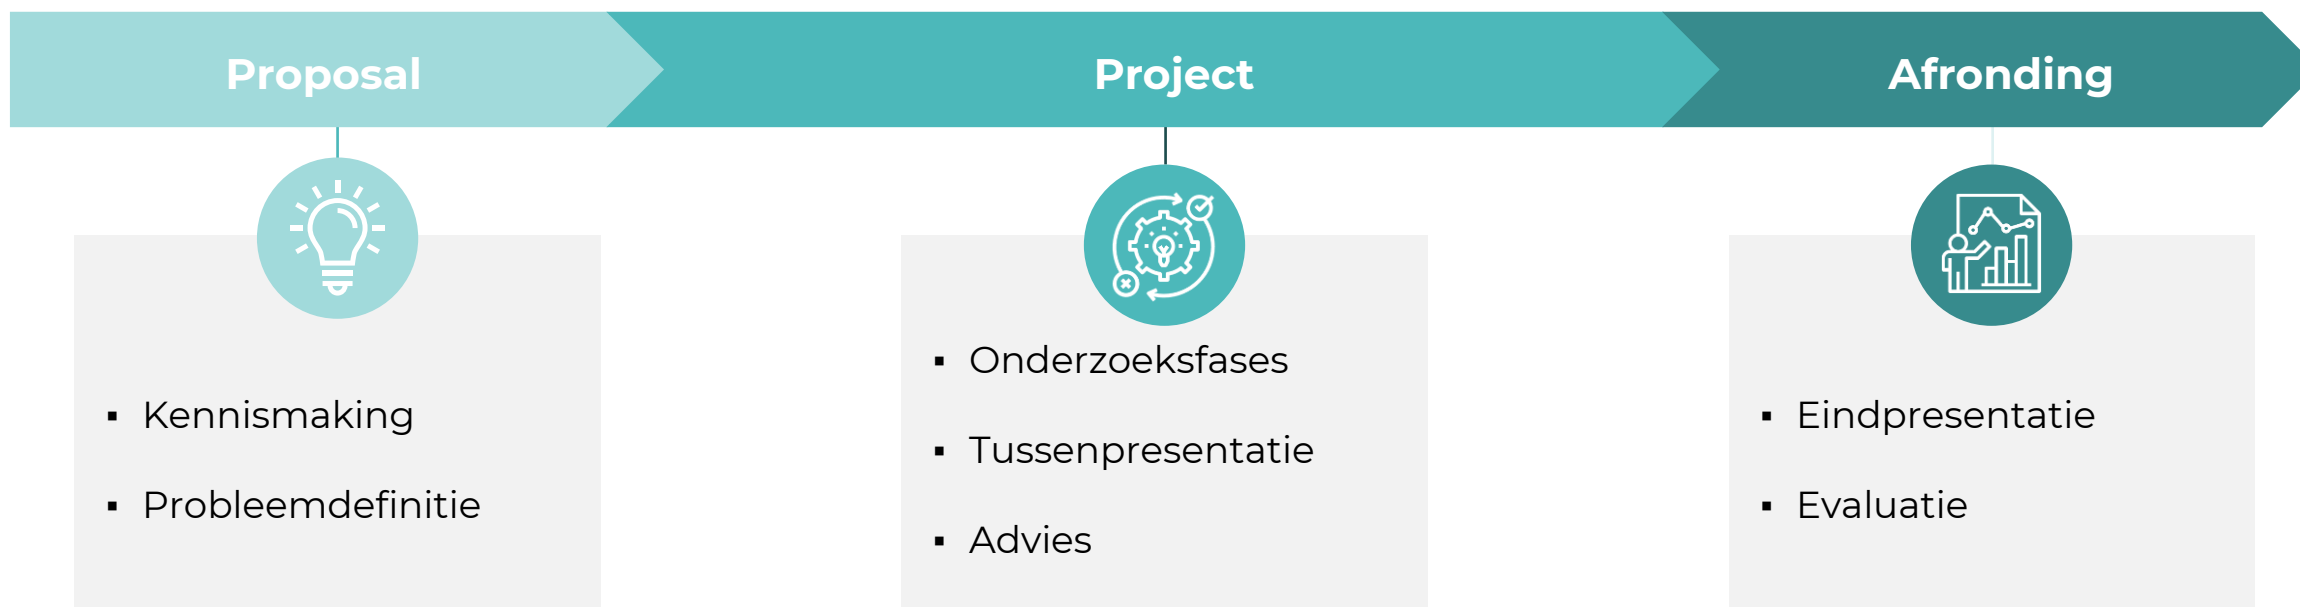 Proposal
Project
Afronding
▪ Kennismaking
▪ Probleemdefinitie
▪ Onderzoeksfases
▪ Tussenpresentatie
▪ Advies
▪ Eindpresentatie
▪ Evaluatie